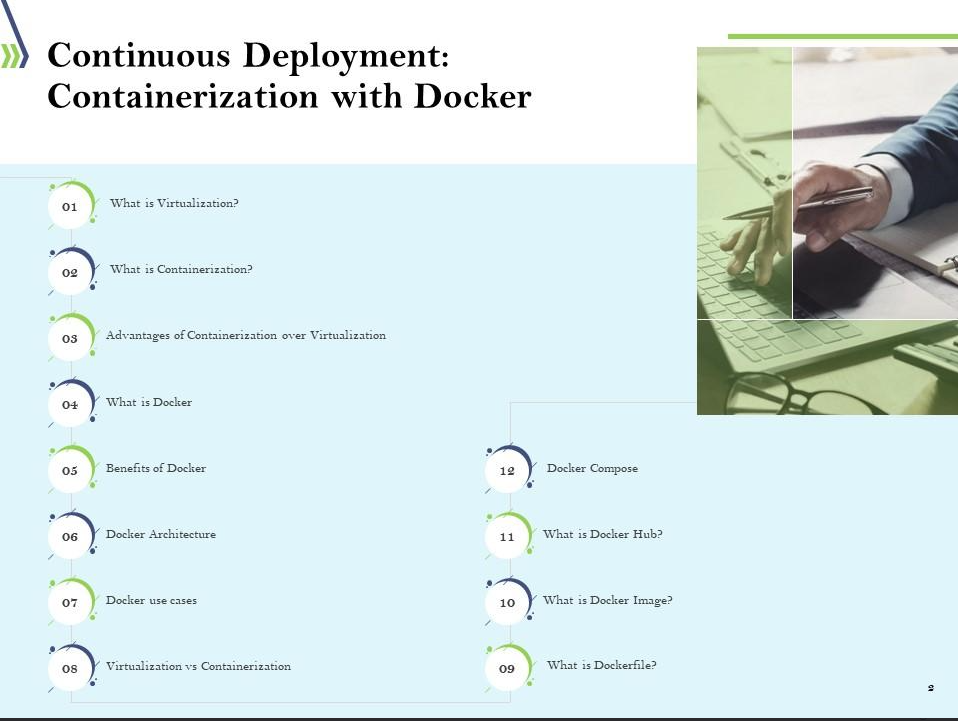 Continuous Deployment:
Containerization with Docker
01 What is Virtualization?
02 What is Containerization?
03 Advantages of Containerization over Virtualization
04 What is Docker
05 Benefits of Docker
06 Docker Architecture
07 Docker use cases
08 Virtualization vs Containerization
12 Docker Compose
11 What is Docker Hub?
10 What is Docker Image?
09 What is Dockerfile?
2